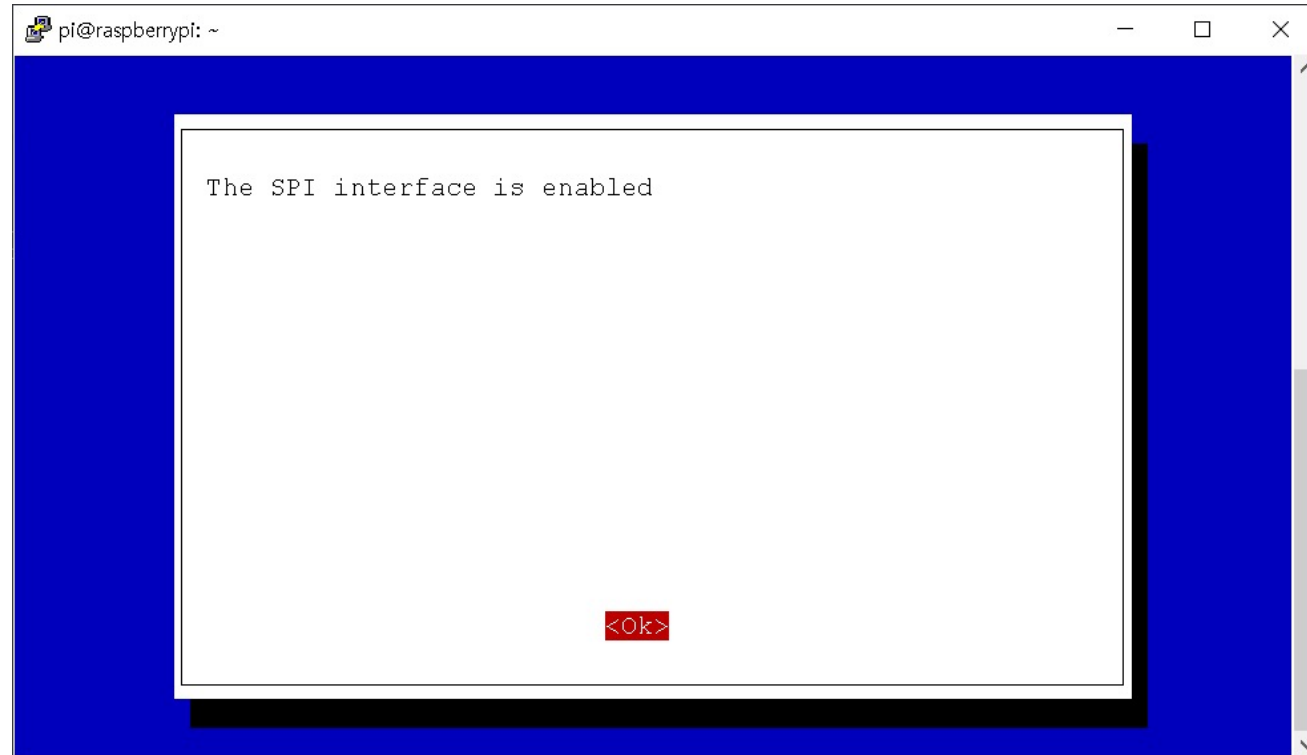 pi@raspberrypi: ~
The SPI interface is enabled
<Ok>